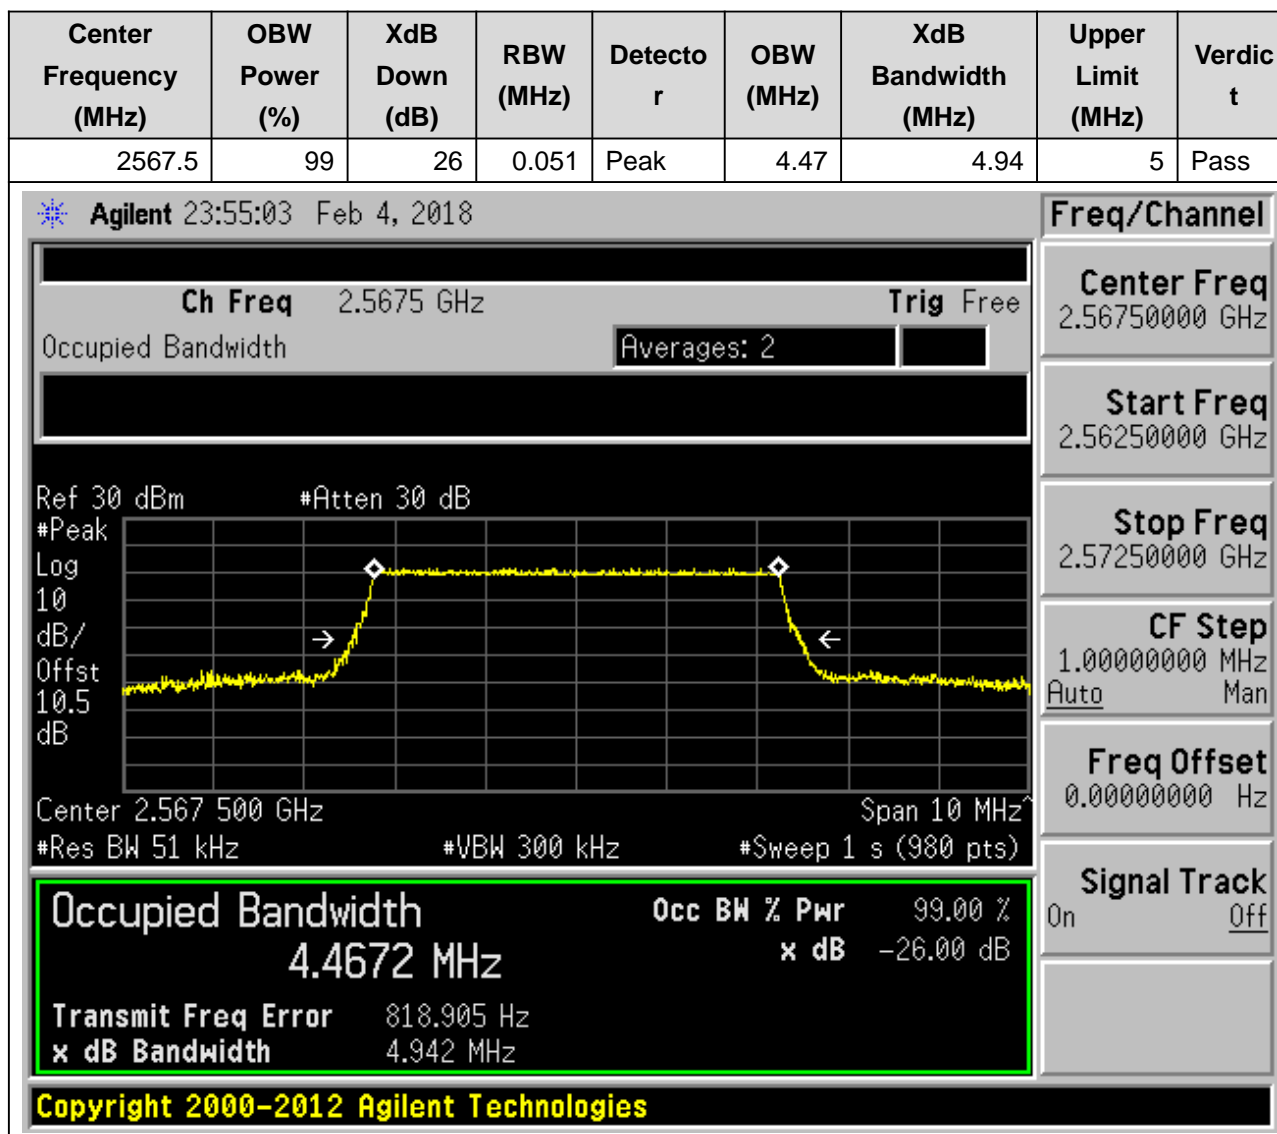 Center Frequency (MHz) OBW Power (%) XdB Down (dB) RBW (MHz) Detecto r OBW (MHz) XdB Bandwidth (MHz) Upper Limit (MHz) Verdic t
2567.5 99 26 0.051 Peak 4.47 4.94 5 Pass
Agilent 23:55:03 Feb 4, 2018
Ch Freq 2.5675 GHz Trig Free
Occupied Bandwidth Averages: 2
Ref 30 dBm #Atten 30 dB
#Peak
Log
10
dB/
Offst
10.5
dB
Center 2.567 500 GHz Span 10 MHz^
#Res BW 51 kHz #VBW 300 kHz #Sweep 1 s (980 pts)
Occupied Bandwidth Occ BW % Pwr 99.00 %
4.4672 MHz x dB -26.00 dB
Transmit Freq Error 818.905 Hz
x dB Bandwidth 4.942 MHz
Copyright 2000-2012 Agilent Technologies
Freq/Channel
Center Freq
2.56750000 GHz
Start Freq
2.56250000 GHz
Stop Freq
2.57250000 GHz
CF Step
1.00000000 MHz
Auto Man
Freq Offset
0.00000000 Hz
Signal Track
On Off